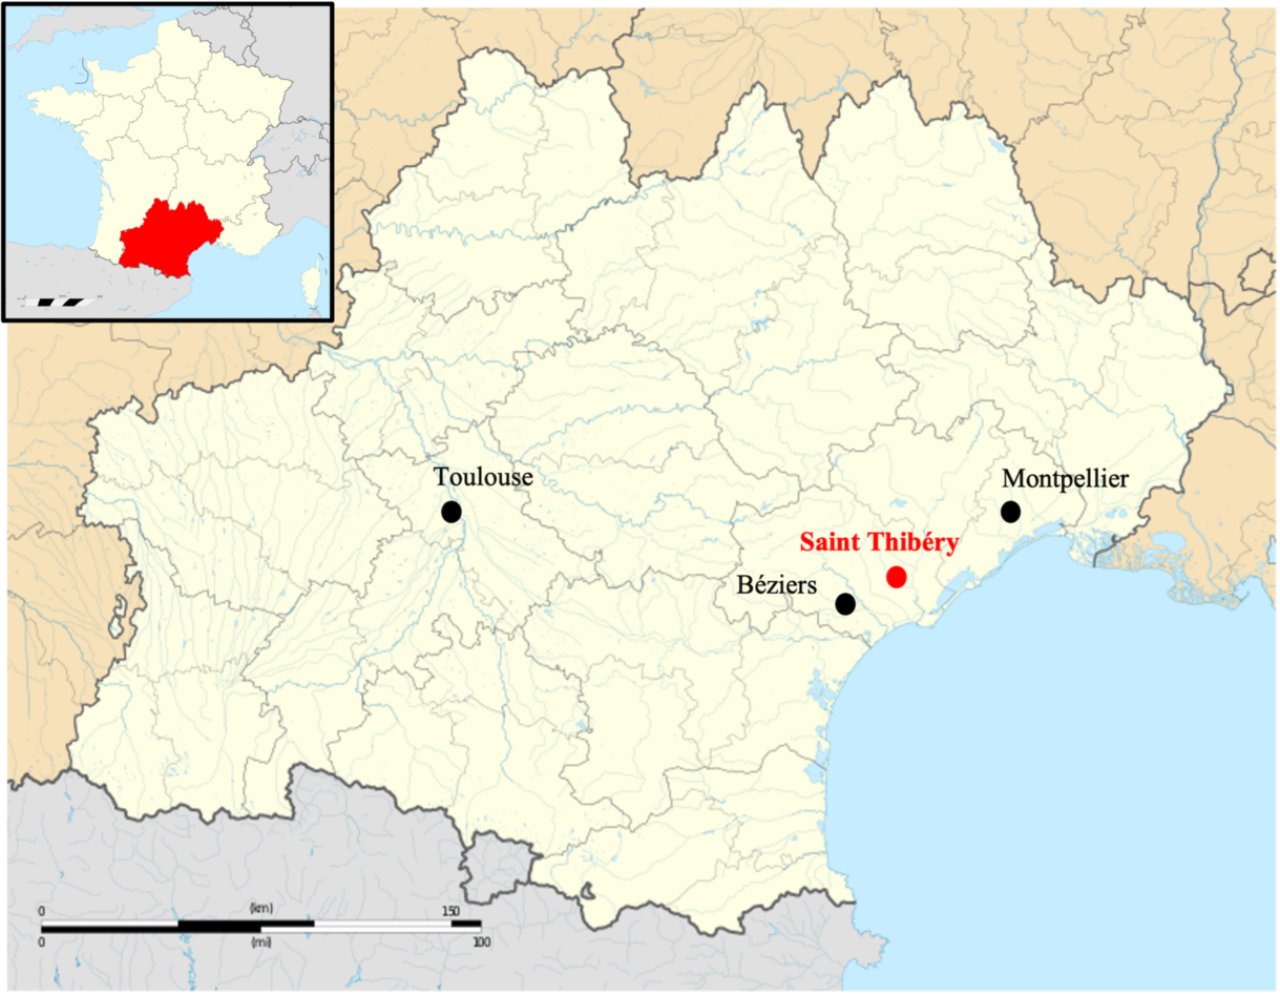 Toulouse
Montpellier
Saint Thibéry
Béziers
0 (km) 150
0 (mi) 100